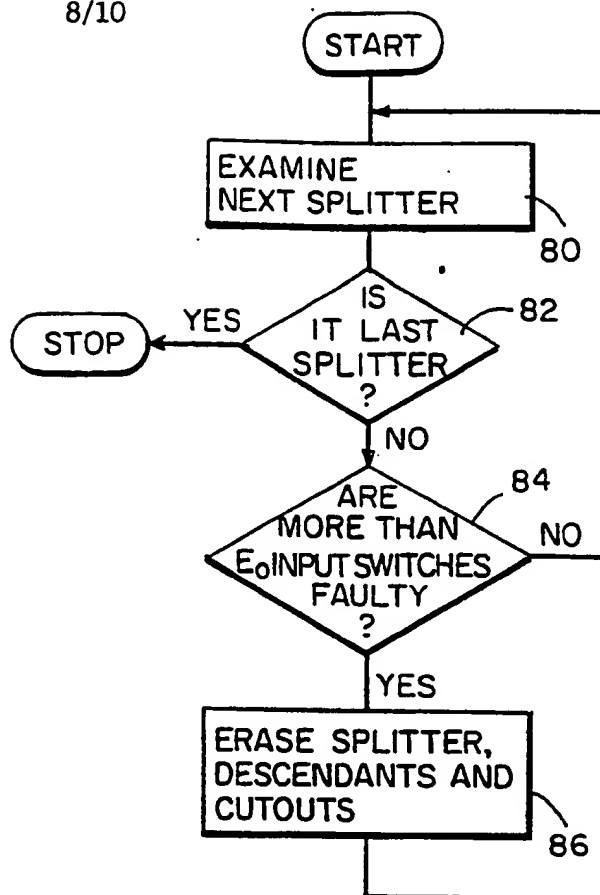 8/10
START
EXAMINE
NEXT SPLITTER
80
IS
IT LAST
SPLITTER
?
82
YES
STOP
NO
84
ARE
MORE THAN
E₀ INPUT SWITCHES
FAULTY
?
NO
YES
ERASE SPLITTER,
DESCENDANTS AND
CUTOUTS
86